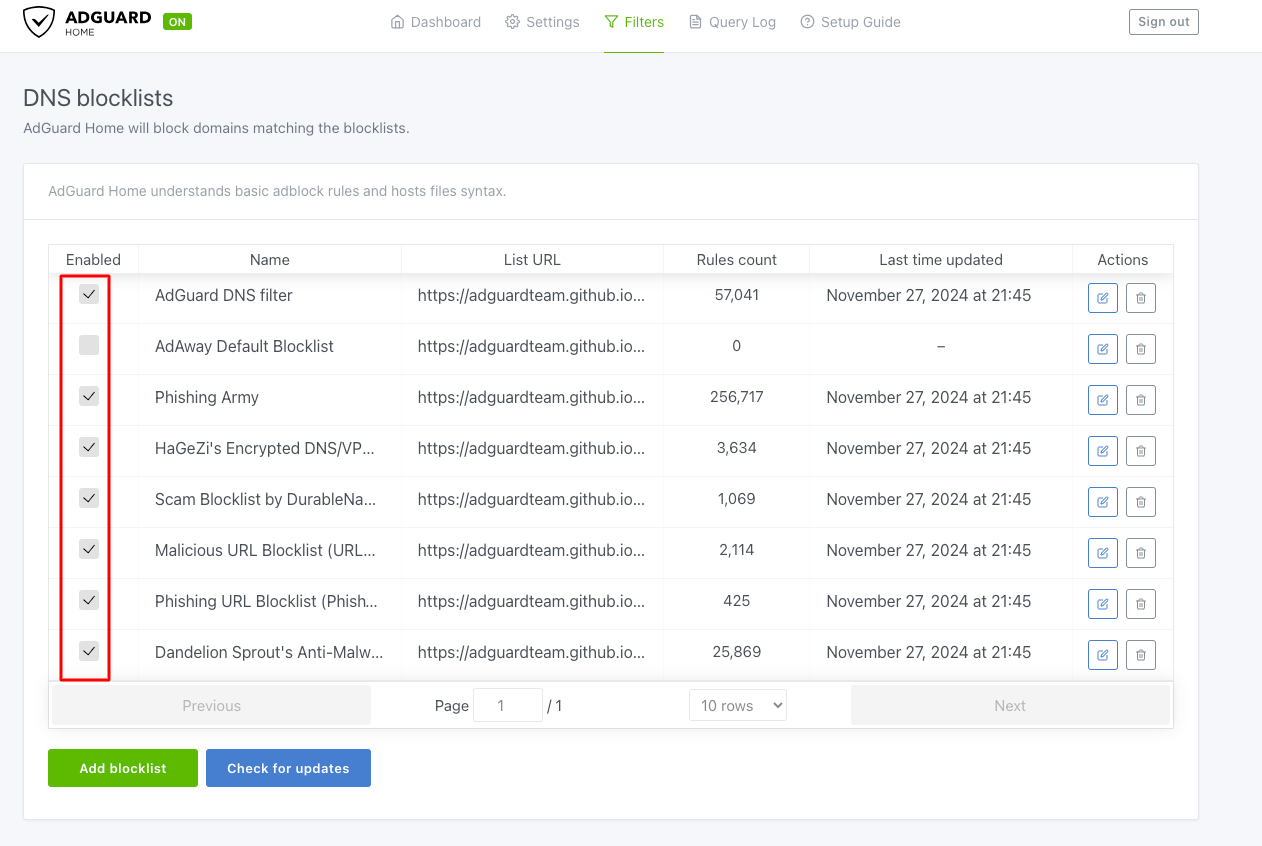 ADGUARD
HOME
ON
Dashboard Settings Filters Query Log Setup Guide
Sign out
DNS blocklists
AdGuard Home will block domains matching the blocklists.
AdGuard Home understands basic adblock rules and hosts files syntax.
Enabled Name List URL Rules count Last time updated Actions
AdGuard DNS filter https://adguardteam.github.io... 57,041 November 27, 2024 at 21:45
AdAway Default Blocklist https://adguardteam.github.io... 0 –
Phishing Army https://adguardteam.github.io... 256,717 November 27, 2024 at 21:45
HaGeZi's Encrypted DNS/VP... https://adguardteam.github.io... 3,634 November 27, 2024 at 21:45
Scam Blocklist by DurableNa... https://adguardteam.github.io... 1,069 November 27, 2024 at 21:45
Malicious URL Blocklist (URL... https://adguardteam.github.io... 2,114 November 27, 2024 at 21:45
Phishing URL Blocklist (Phish... https://adguardteam.github.io... 425 November 27, 2024 at 21:45
Dandelion Sprout's Anti-Malw... https://adguardteam.github.io... 25,869 November 27, 2024 at 21:45
Previous Page 1 / 1 10 rows Next
Add blocklist Check for updates